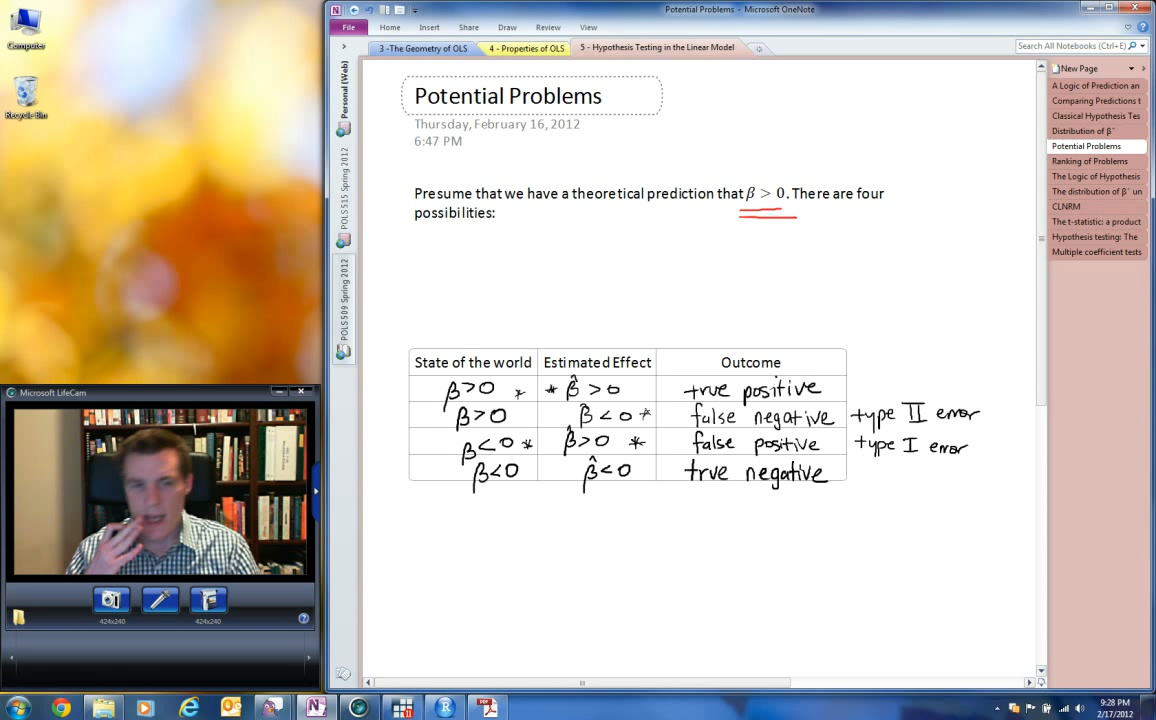 Potential Problems - Microsoft OneNote
Computer
Recycle Bin
File Home Insert Share Draw Review View
3 -The Geometry of OLS 4 - Properties of OLS 5 - Hypothesis Testing in the Linear Model
Search All Notebooks (Ctrl+E)
Personal (Web)
POLS515 Spring 2012
POLS509 Spring 2012
Potential Problems
Thursday, February 16, 2012
6:47 PM
Presume that we have a theoretical prediction that β > 0. There are four
possibilities:
State of the world Estimated Effect Outcome
β>0 * * β̂ > 0 true positive
β>0 β̂ < 0 * false negative type II error
β<0 * β̂>0 * false positive type I error
β<0 β̂<0 true negative
New Page
A Logic of Prediction an
Comparing Predictions t
Classical Hypothesis Tes
Distribution of β^
Potential Problems
Ranking of Problems
The Logic of Hypothesis
The distribution of β^ un
CLNRM
The t-statistic: a product
Hypothesis testing: The
Multiple coefficient tests
Microsoft LifeCam
424x240 424x240
9:28 PM
2/17/2012